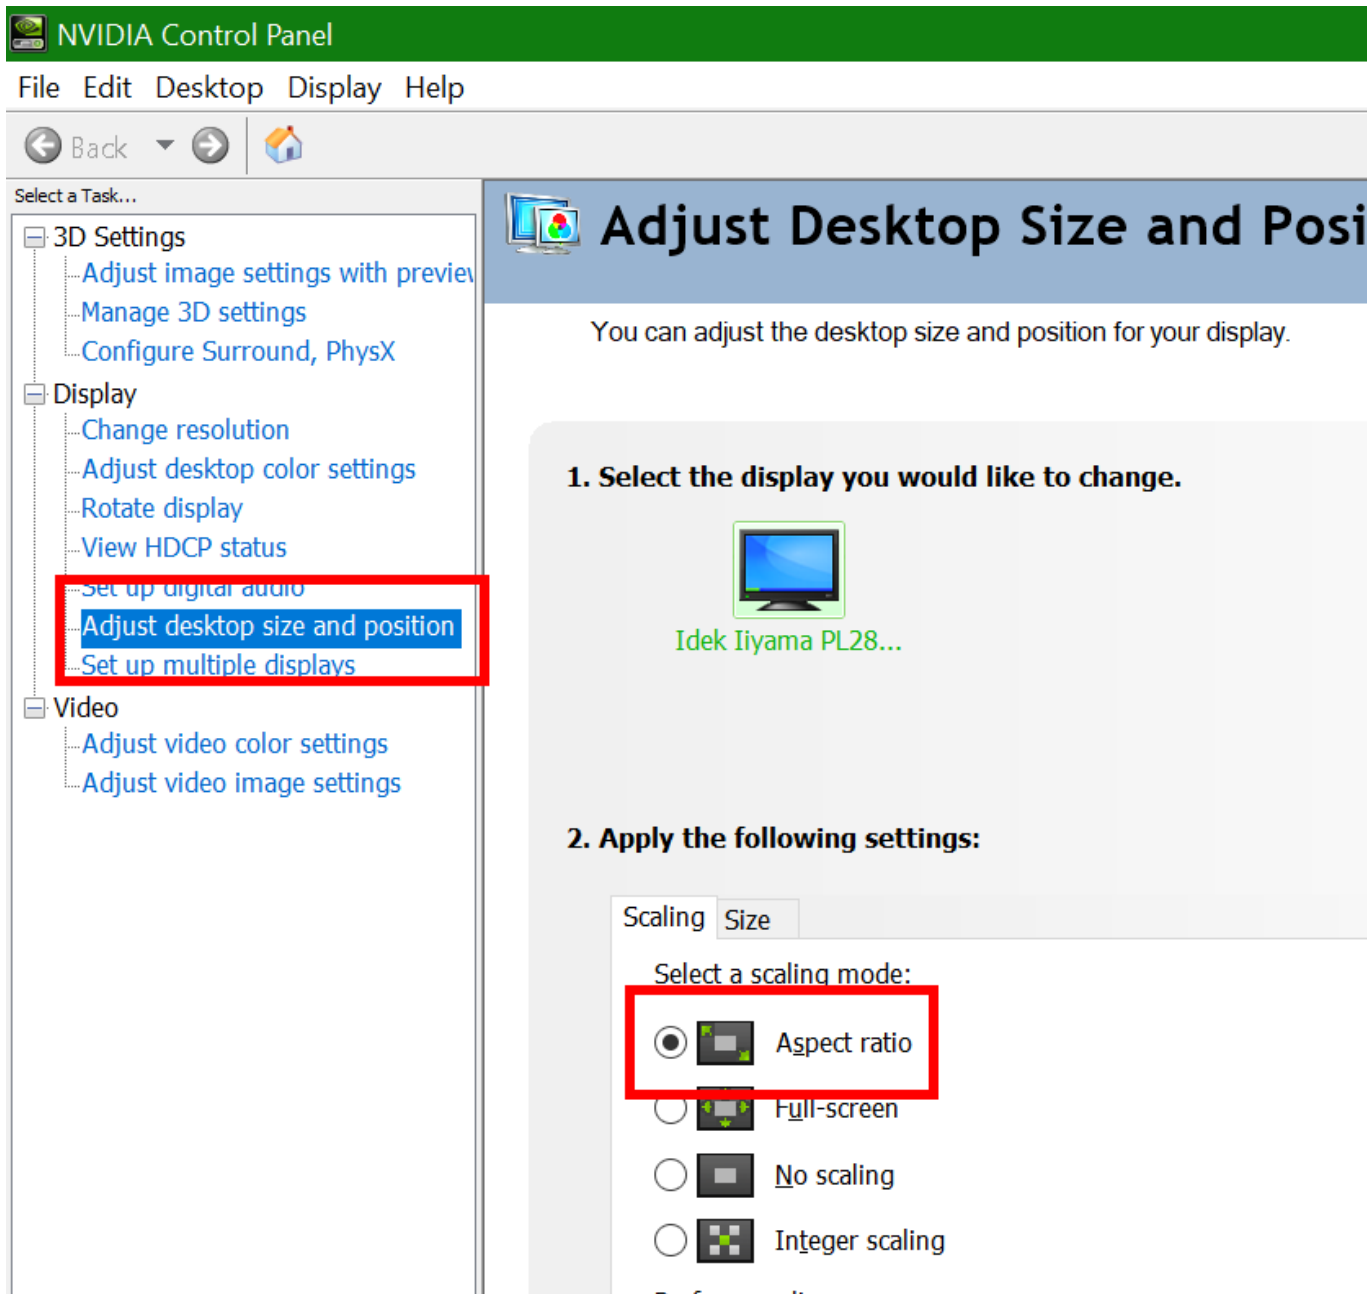 NVIDIA Control Panel
File Edit Desktop Display Help
Back
Select a Task...
3D Settings
Adjust image settings with preview
Manage 3D settings
Configure Surround, PhysX
Display
Change resolution
Adjust desktop color settings
Rotate display
View HDCP status
Set up digital audio
Adjust desktop size and position
Set up multiple displays
Video
Adjust video color settings
Adjust video image settings
Adjust Desktop Size and Posi
You can adjust the desktop size and position for your display.
1. Select the display you would like to change.
Idek Iiyama PL28...
2. Apply the following settings:
Scaling Size
Select a scaling mode:
Aspect ratio
Full-screen
No scaling
Integer scaling